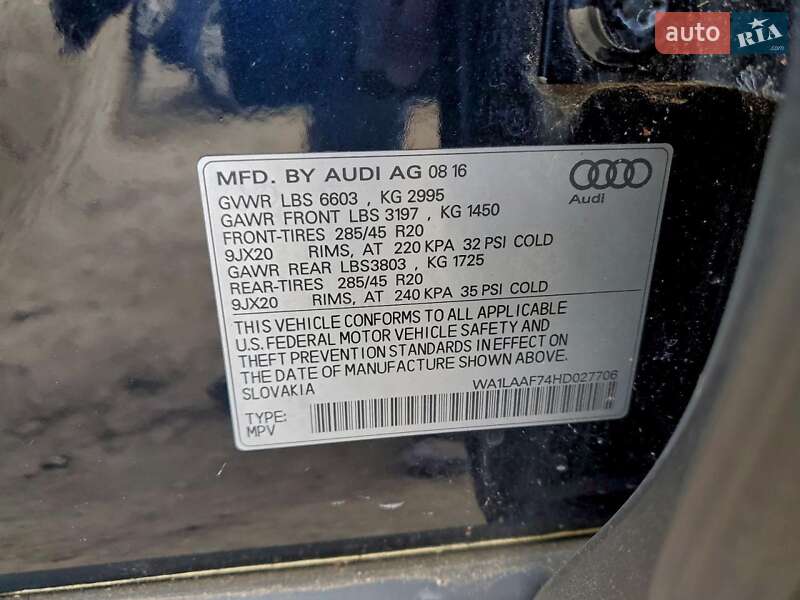 auto RIA
MFD. BY AUDI AG 08 16
Audi
GVWR LBS 6603 , KG 2995
GAWR FRONT LBS 3197 , KG 1450
FRONT-TIRES 285/45 R20
9JX20 RIMS, AT 220 KPA 32 PSI COLD
GAWR REAR LBS3803 , KG 1725
REAR-TIRES 285/45 R20
9JX20 RIMS, AT 240 KPA 35 PSI COLD
THIS VEHICLE CONFORMS TO ALL APPLICABLE
U.S. FEDERAL MOTOR VEHICLE SAFETY AND
THEFT PREVENTION STANDARDS IN EFFECT ON
THE DATE OF MANUFACTURE SHOWN ABOVE.
SLOVAKIA WA1LAAF74HD027706
TYPE:
MPV